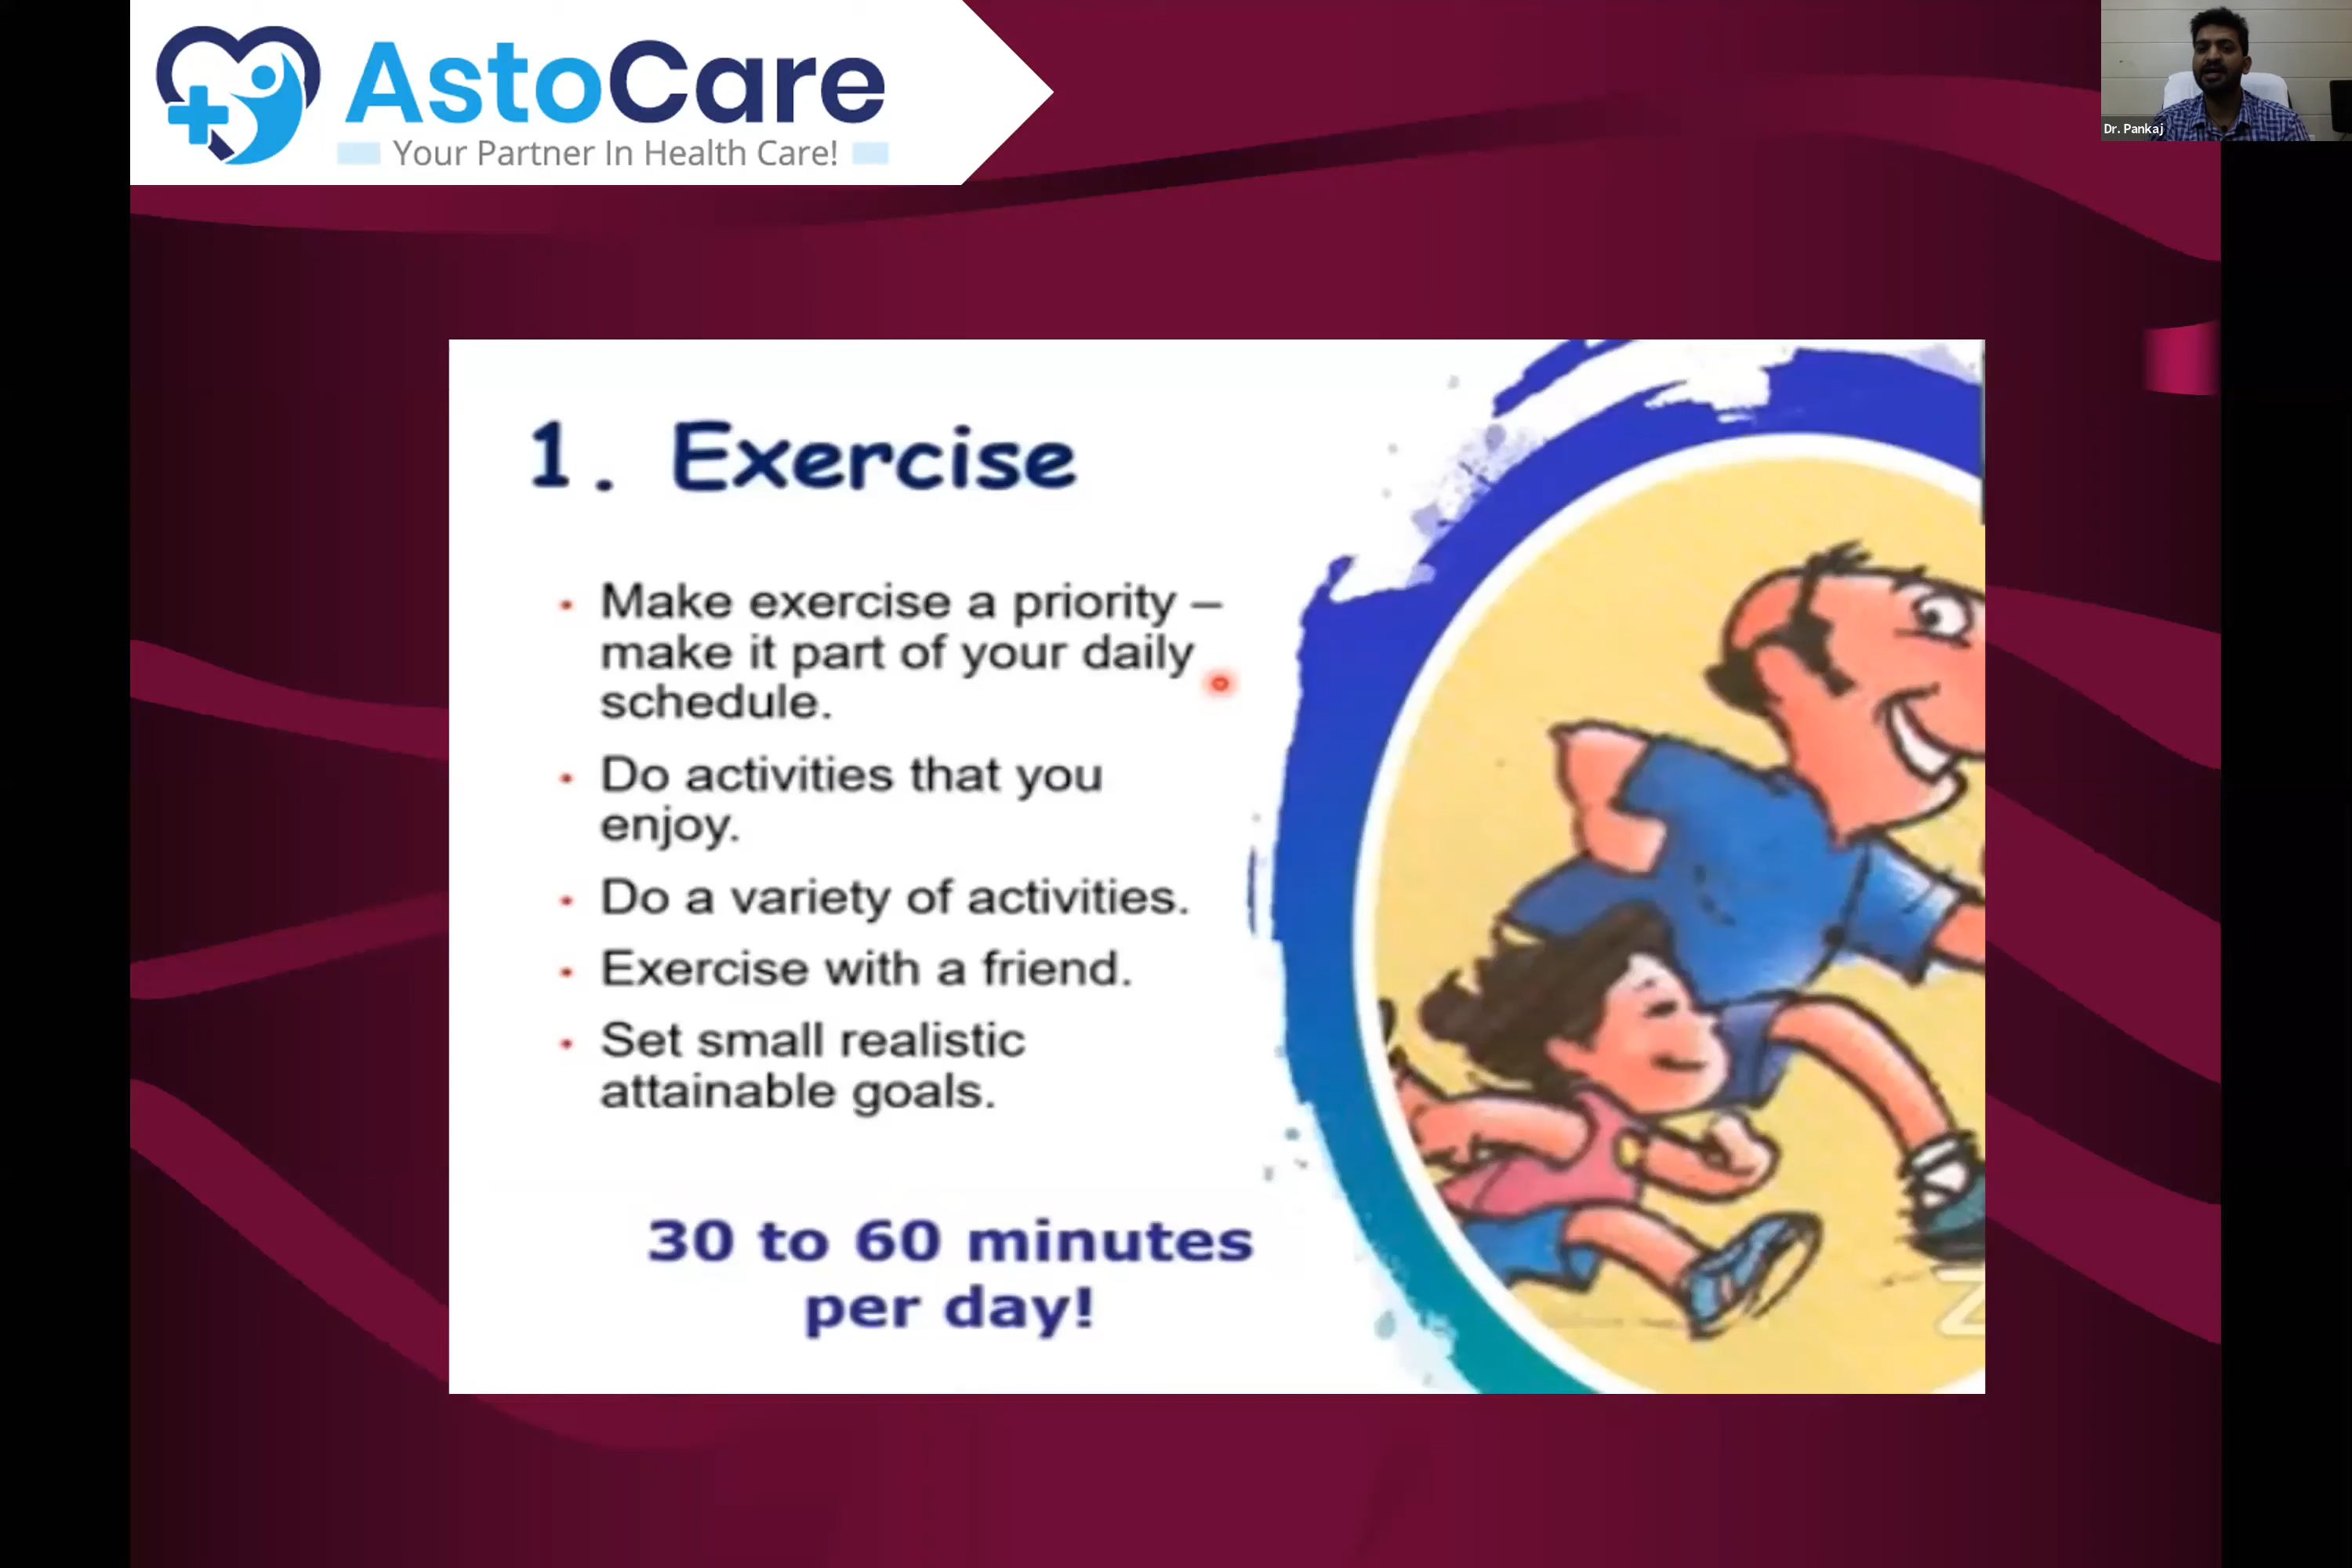 AstoCare
Your Partner In Health Care!
Dr. Pankaj
1. Exercise
• Make exercise a priority –
make it part of your daily
schedule.
• Do activities that you
enjoy.
• Do a variety of activities.
• Exercise with a friend.
• Set small realistic
attainable goals.
30 to 60 minutes
per day!